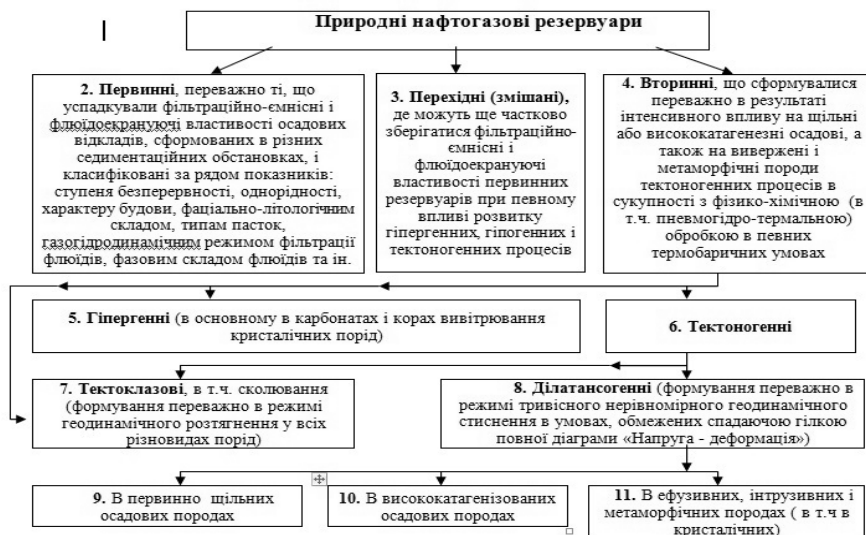 Природні нафтогазові резервуари
2. Первинні, переважно ті, що
успадкували фільтраційно-ємнісні і
флюїдоекрануючі властивості осадових
відкладів, сформованих в різних
седиментаційних обстановках, і
класифіковані за рядом показників:
ступеня безперервності, однорідності,
характеру будови, фаціально-літологічним
складом, типам пасток,
газогідродинамічним режимом фільтрації
флюїдів, фазовим складом флюїдів та ін.
3. Перехідні (змішані),
де можуть ще частково
зберігатися фільтраційно-
ємнісні і
флюїдоекрануючі
властивості первинних
резервуарів при певному
впливі розвитку
гіпергенних, гіпогенних і
тектоногенних процесів
4. Вторинні, що сформувалися
переважно в результаті
інтенсивного впливу на щільні
або висококатагенезні осадові, а
також на вивержені і
метаморфічні породи
тектоногенних процесів в
сукупності з фізико-хімічною (в
т.ч. пневмогідро-термальною)
обробкою в певних
термобаричних умовах
5. Гіпергенні (в основному в карбонатах і корах вивітрювання
кристалічних порід)
6. Тектоногенні
7. Тектоклазові, в т.ч. сколювання
(формування переважно в режимі
геодинамічного розтягнення у всіх
різновидах порід)
8. Ділатансогенні (формування переважно в
режимі тривісного нерівномірного геодинамічного
стиснення в умовах, обмежених спадаючою гілкою
повної діаграми «Напруга - деформація»)
9. В первинно щільних
осадових породах
10. В висококатагенізованих
осадових породах
11. В ефузивних, інтрузивних і
метаморфічних породах ( в т.ч в
кристалічних)